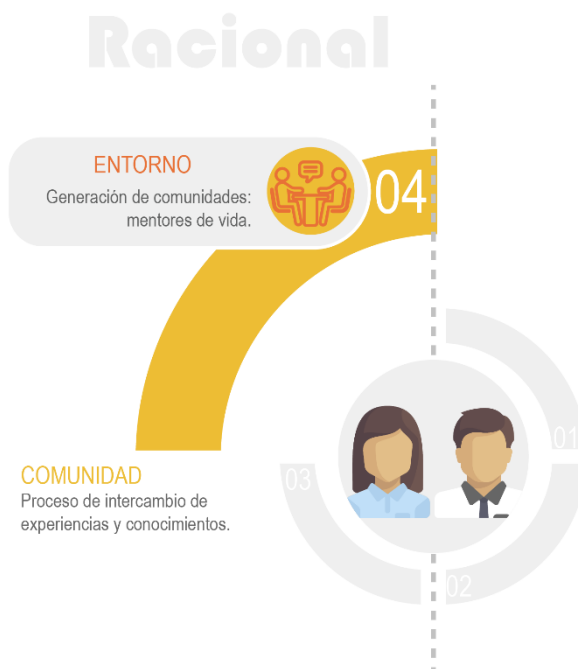 Racional
ENTORNO
Generación de comunidades:
mentores de vida.
04
01
03
COMUNIDAD
Proceso de intercambio de
experiencias y conocimientos.
02